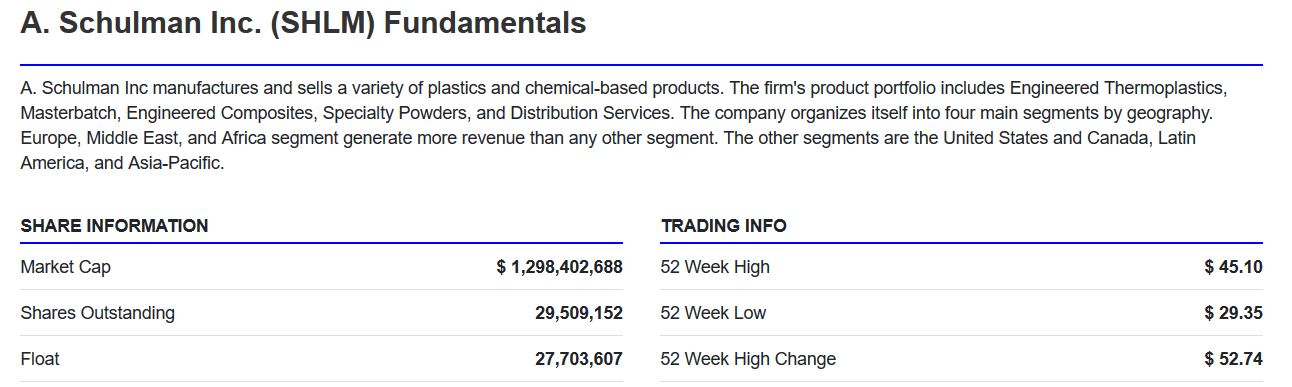 A. Schulman Inc. (SHLM) Fundamentals
A. Schulman Inc manufactures and sells a variety of plastics and chemical-based products. The firm's product portfolio includes Engineered Thermoplastics,
Masterbatch, Engineered Composites, Specialty Powders, and Distribution Services. The company organizes itself into four main segments by geography.
Europe, Middle East, and Africa segment generate more revenue than any other segment. The other segments are the United States and Canada, Latin
America, and Asia-Pacific.
SHARE INFORMATION
Market Cap $ 1,298,402,688
Shares Outstanding 29,509,152
Float 27,703,607
TRADING INFO
52 Week High $ 45.10
52 Week Low $ 29.35
52 Week High Change $ 52.74